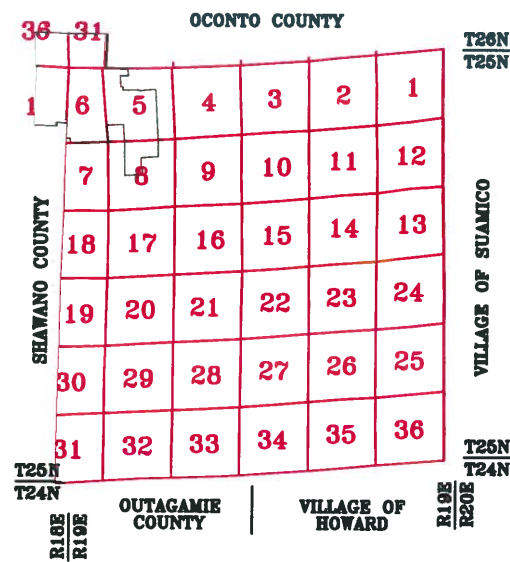 OCONTO COUNTY
36 31
T26N
T25N
1 6 5 4 3 2 1
7 8 9 10 11 12
18 17 16 15 14 13
19 20 21 22 23 24
30 29 28 27 26 25
31 32 33 34 35 36
SHAWANO COUNTY
VILLAGE OF SUAMICO
T25N
T24N
T25N
T24N
R18E
R19E
OUTAGAMIE
COUNTY
VILLAGE OF
HOWARD
R19E
R20E